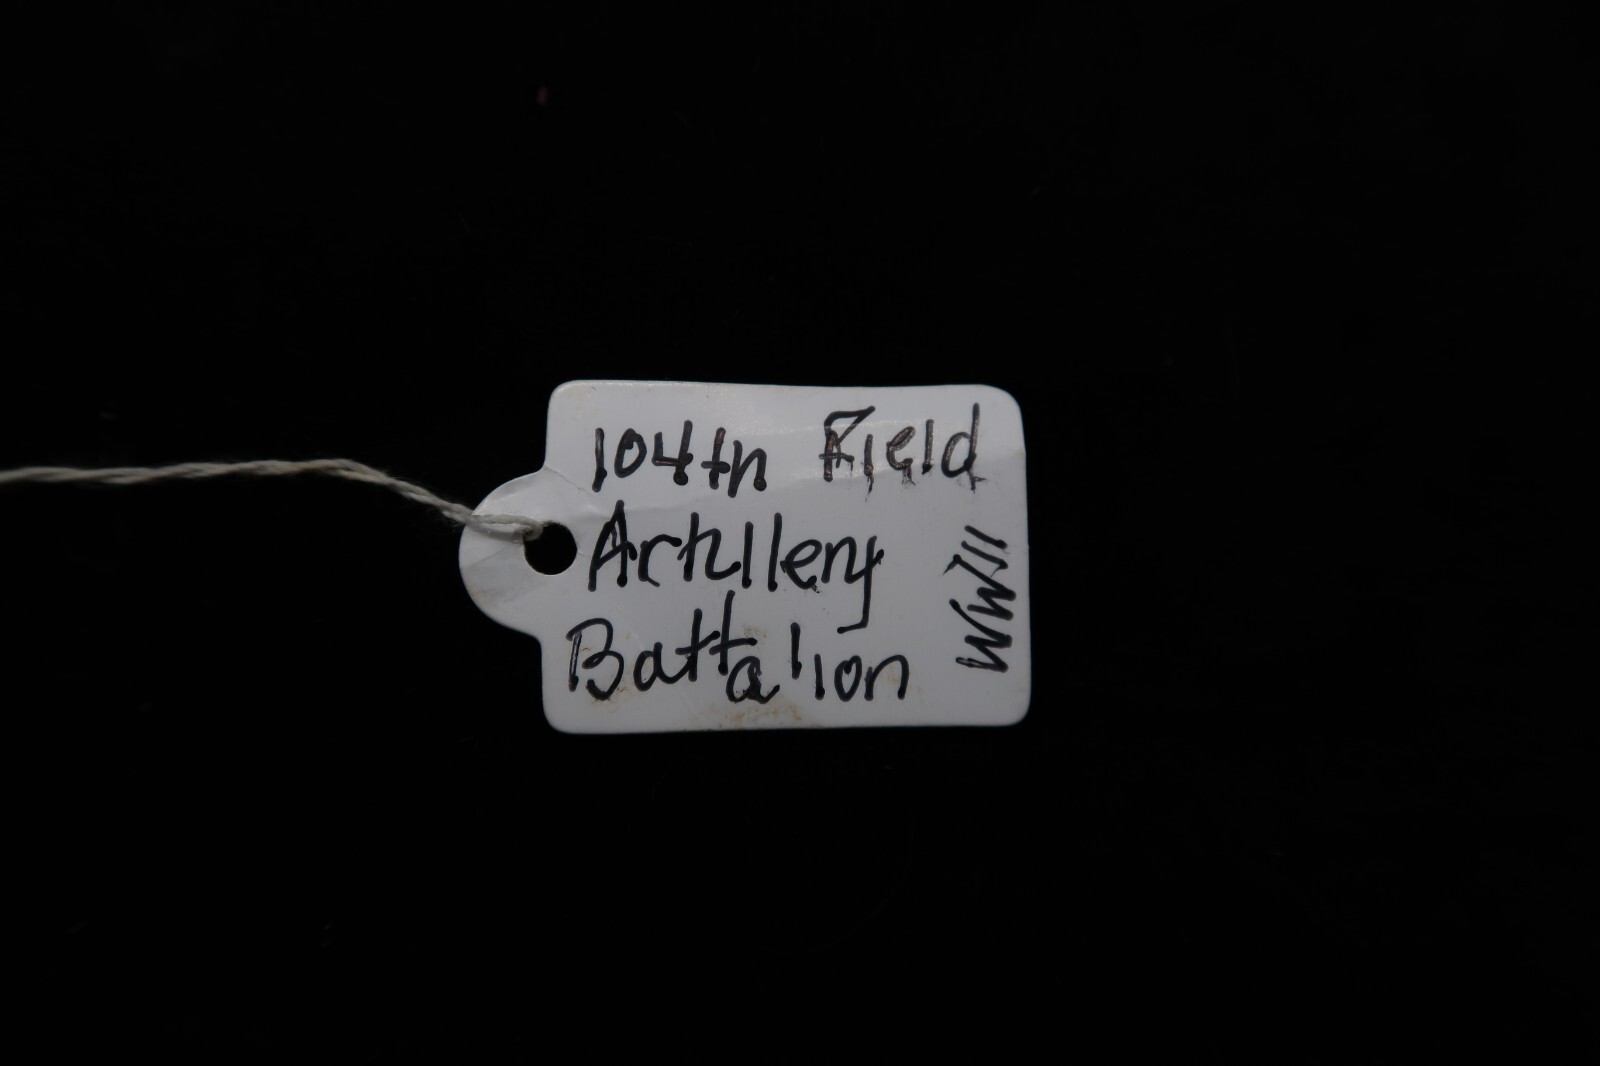 104th Field
Artillery
Battalion
WWII